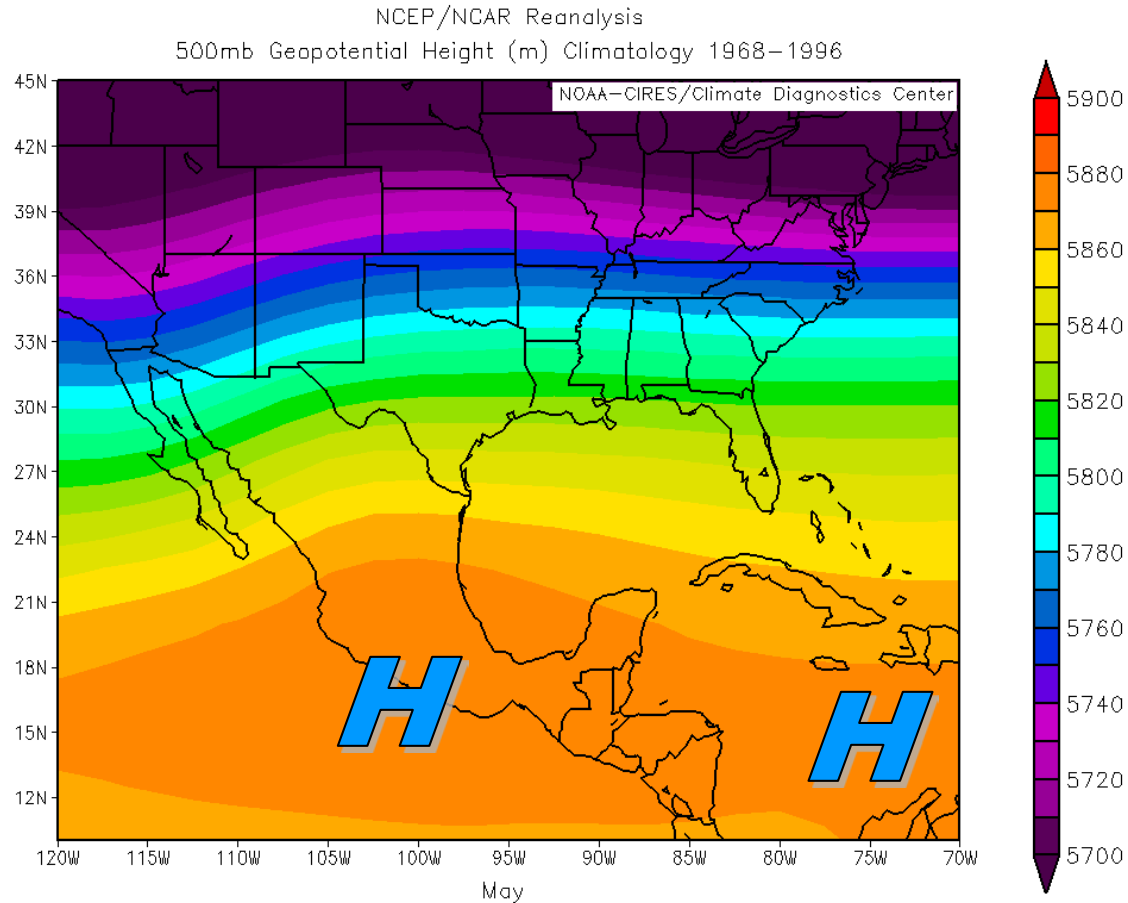 NCEP/NCAR Reanalysis
500mb Geopotential Height (m) Climatology 1968-1996
NOAA-CIRES/Climate Diagnostics Center
45N
42N
39N
36N
33N
30N
27N
24N
21N
18N
15N
12N
H
H
120W 115W 110W 105W 100W 95W 90W 85W 80W 75W 70W
May
5900
5880
5860
5840
5820
5800
5780
5760
5740
5720
5700